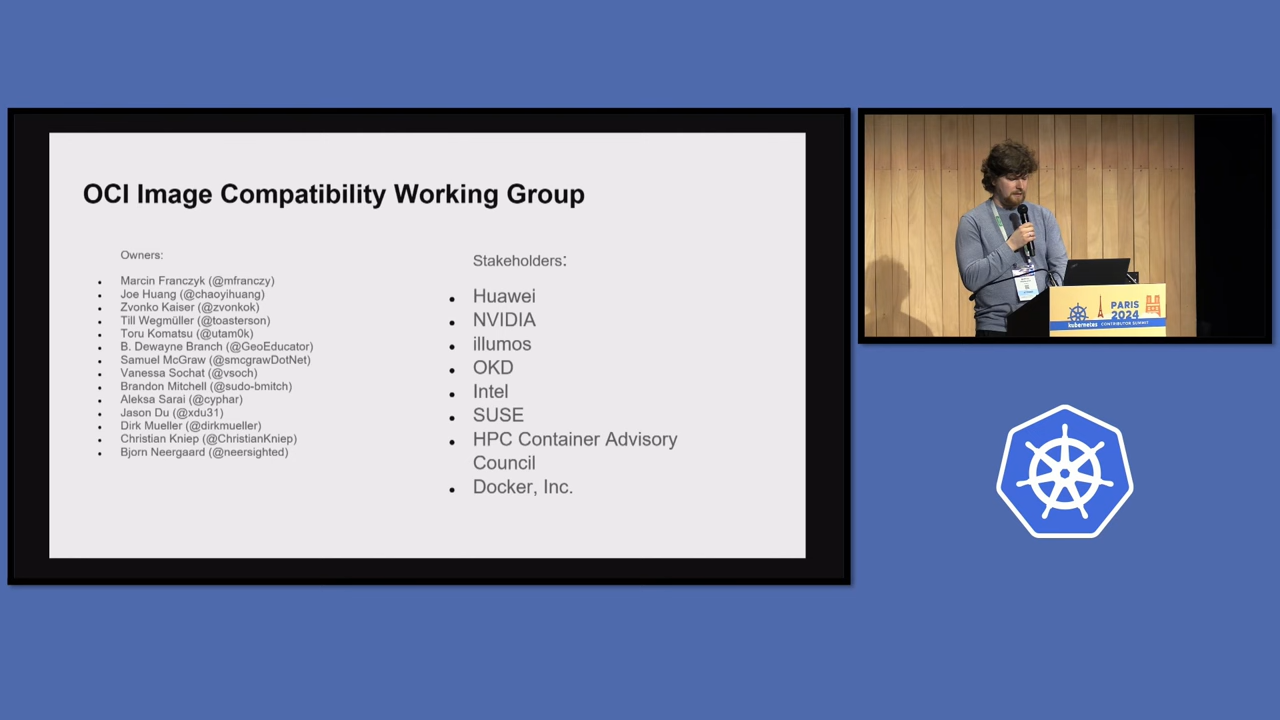 OCI Image Compatibility Working Group
Owners:
Marcin Franczyk (@mfranczy)
Joe Huang (@chaoyihuang)
Zvonko Kaiser (@zvonkok)
Till Wegmüller (@toasterson)
Toru Komatsu (@utam0k)
B. Dewayne Branch (@GeoEducator)
Samuel McGraw (@smcgrawDotNet)
Vanessa Sochat (@vsoch)
Brandon Mitchell (@sudo-bmitch)
Aleksa Sarai (@cyphar)
Jason Du (@xdu31)
Dirk Mueller (@dirkmueller)
Christian Kniep (@ChristianKniep)
Bjorn Neergaard (@neersighted)
Stakeholders:
Huawei
NVIDIA
illumos
OKD
Intel
SUSE
HPC Container Advisory
Council
Docker, Inc.
PARIS
2024
kubernetes CONTRIBUTOR SUMMIT